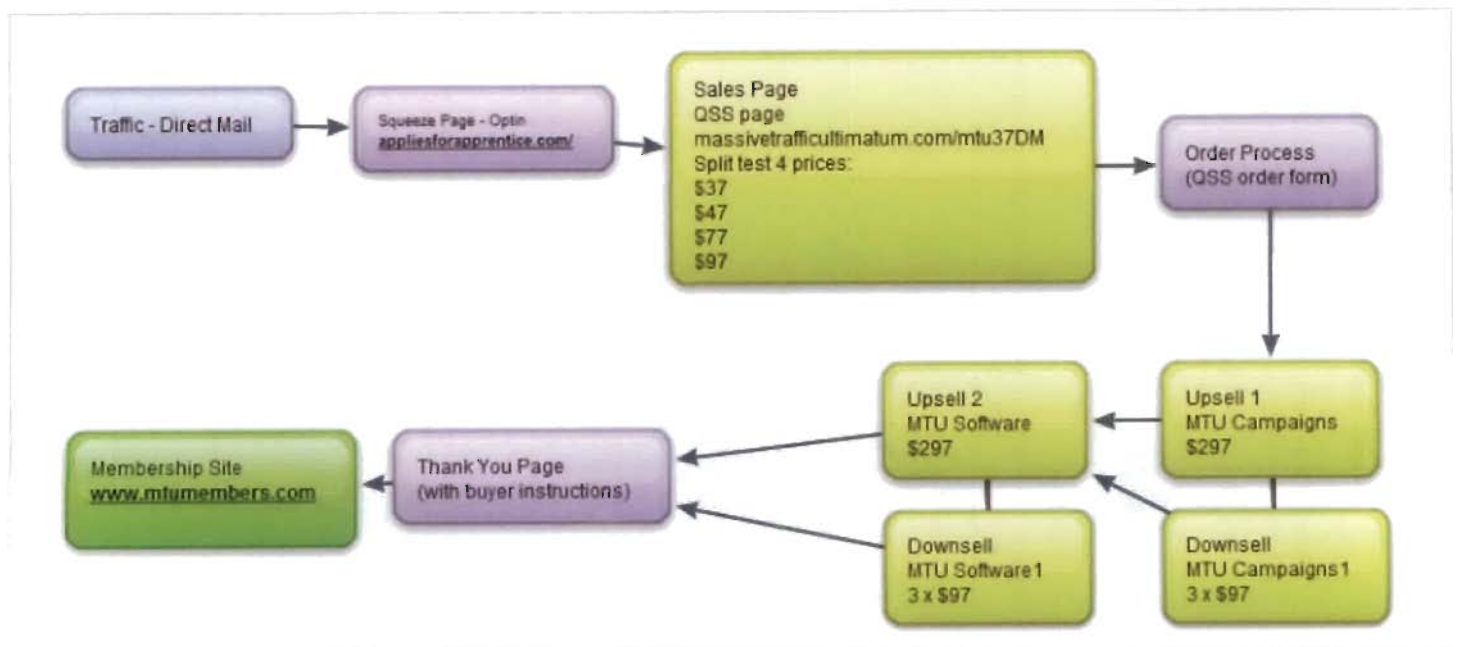 Traffic - Direct Mail
Squeeze Page - Optin
appliesforapprentice.com/
Sales Page
QSS page
massivetrafficultimatum.com/mtu37DM
Split test 4 prices:
$37
$47
$77
$97
Order Process
(QSS order form)
Upsell 1
MTU Campaigns
$297
Downsell
MTU Campaigns1
3 x $97
Upsell 2
MTU Software
$297
Downsell
MTU Software1
3 x $97
Thank You Page
(with buyer instructions)
Membership Site
www.mtumembers.com